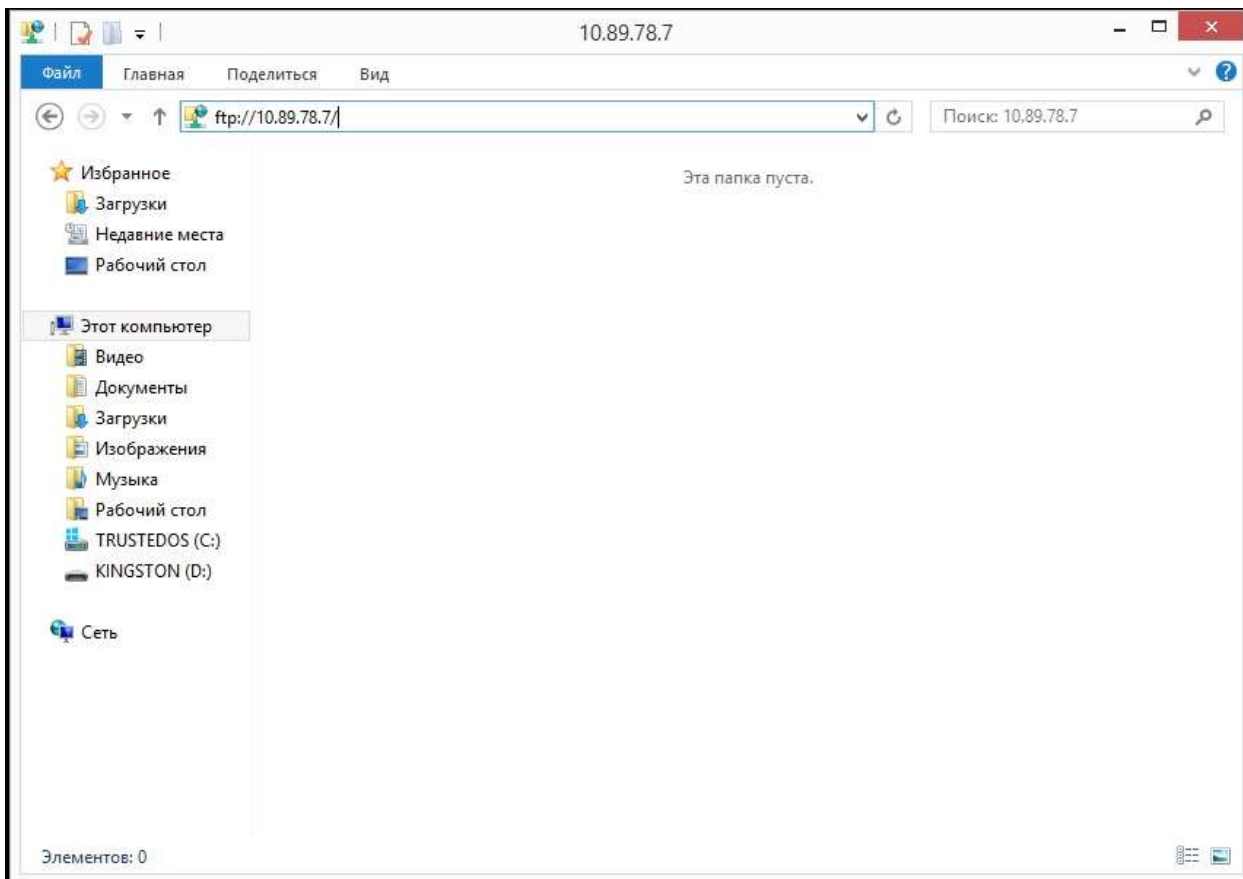 10.89.78.7
Файл Главная Поделиться Вид
ftp://10.89.78.7/ Поиск: 10.89.78.7
Избранное
Загрузки
Недавние места
Рабочий стол
Этот компьютер
Видео
Документы
Загрузки
Изображения
Музыка
Рабочий стол
TRUSTEDOS (C:)
KINGSTON (D:)
Сеть
Эта папка пуста.
Элементов: 0